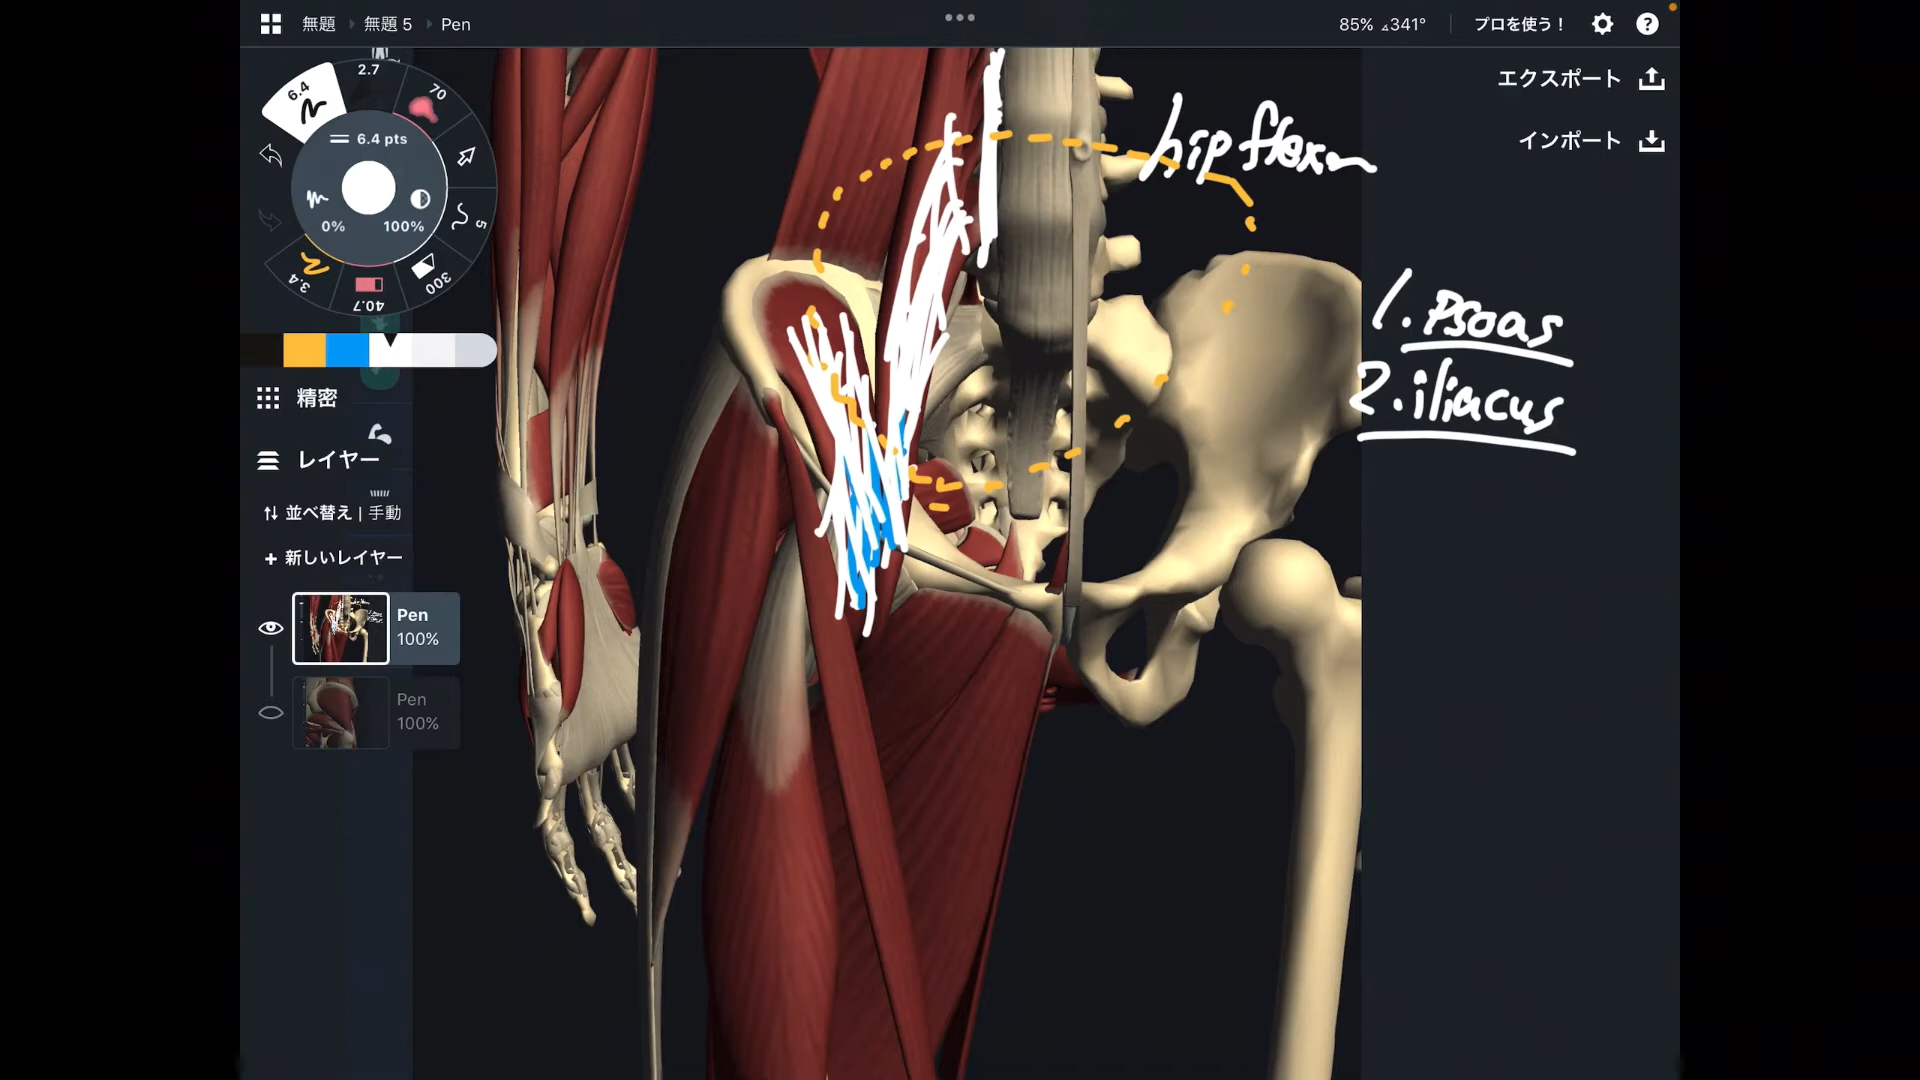 無題 無題 5 Pen
85% ⊿341°
プロを使う！
エクスポート
インポート
2.7
6.4
70
6.4 pts
0% 100%
5
3.4
40.7
300
精密
レイヤー
並べ替え | 手動
+ 新しいレイヤー
Pen
100%
Pen
100%
hip flexor
1. Psoas
2. iliacus